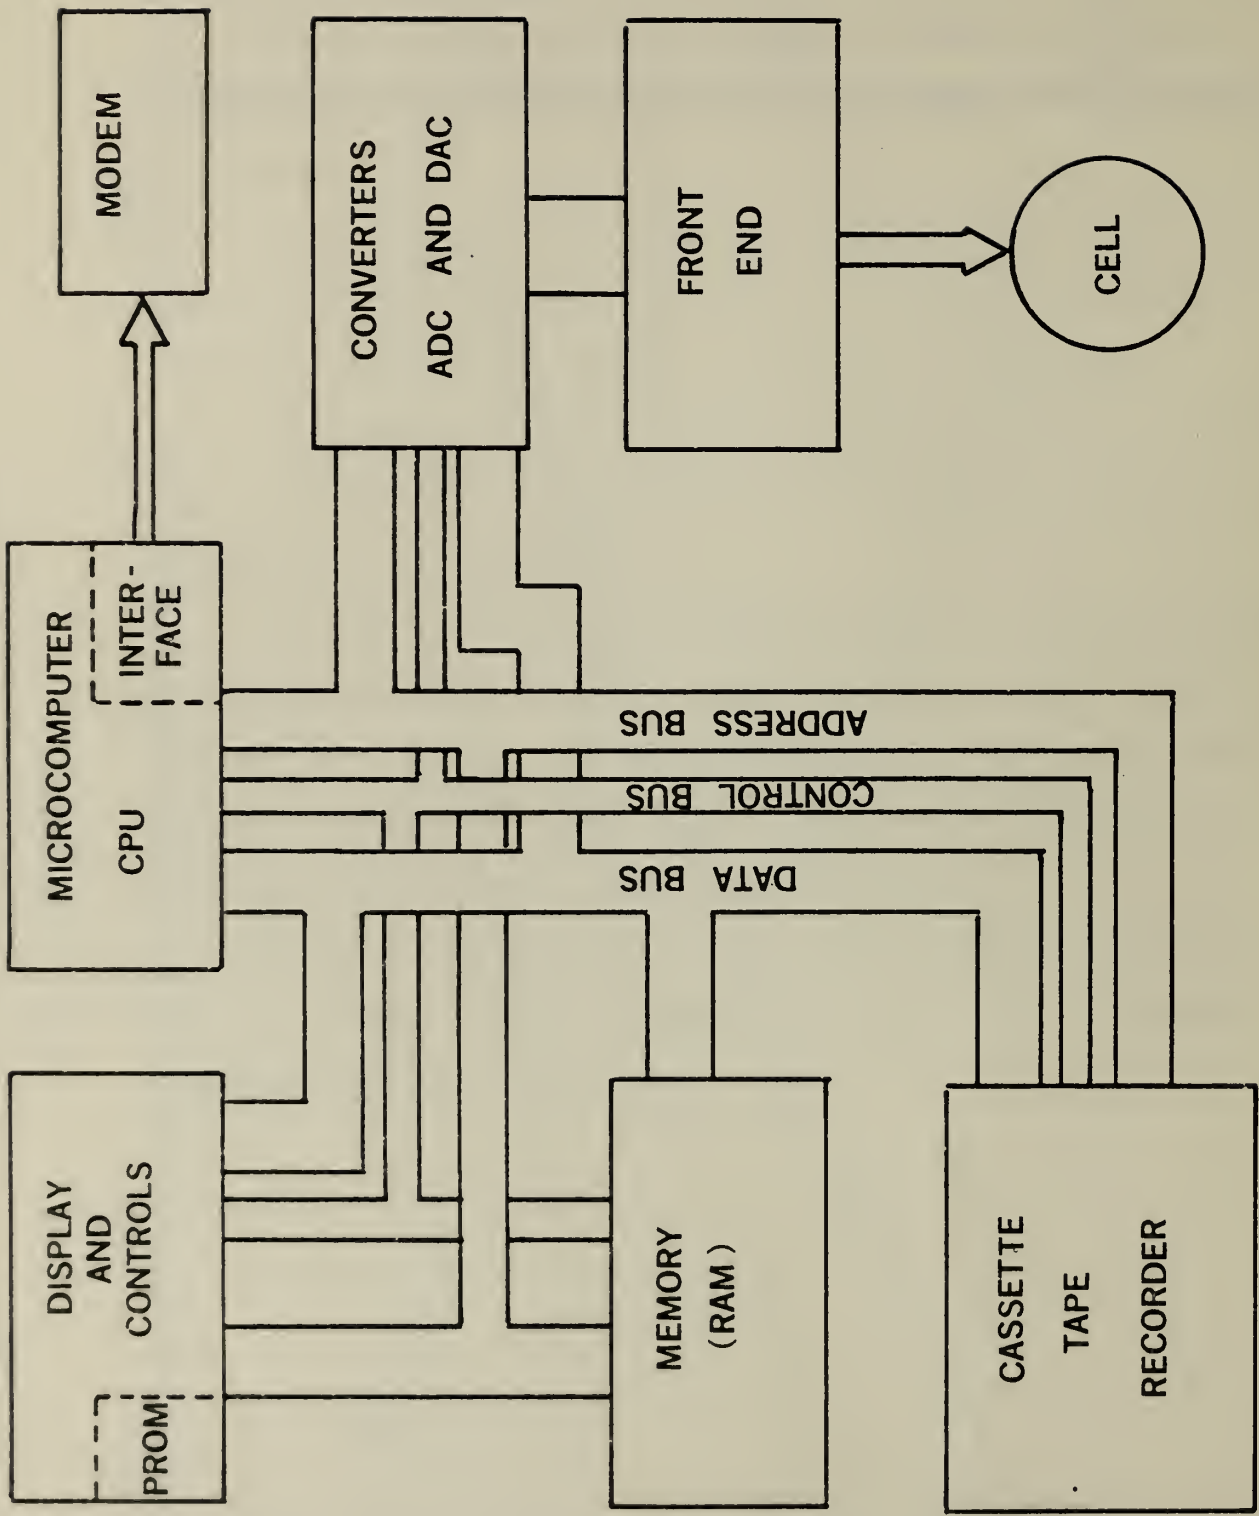 DISPLAY
AND
CONTROLS
PROM
MICROCOMPUTER
CPU
INTER-
FACE
MODEM
DATA BUS
CONTROL BUS
ADDRESS BUS
CONVERTERS
ADC AND DAC
MEMORY
(RAM)
FRONT
END
CASSETTE
TAPE
RECORDER
CELL